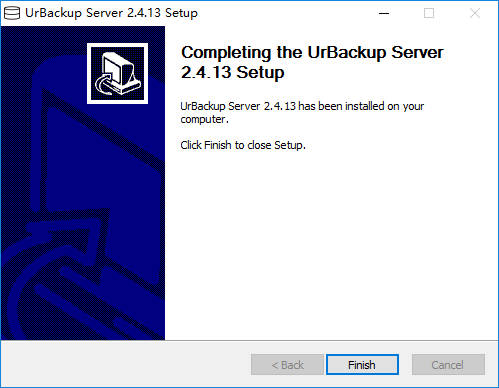 UrBackup Server 2.4.13 Setup
Completing the UrBackup Server
2.4.13 Setup
UrBackup Server 2.4.13 has been installed on your
computer.
Click Finish to close Setup.
< Back Finish Cancel